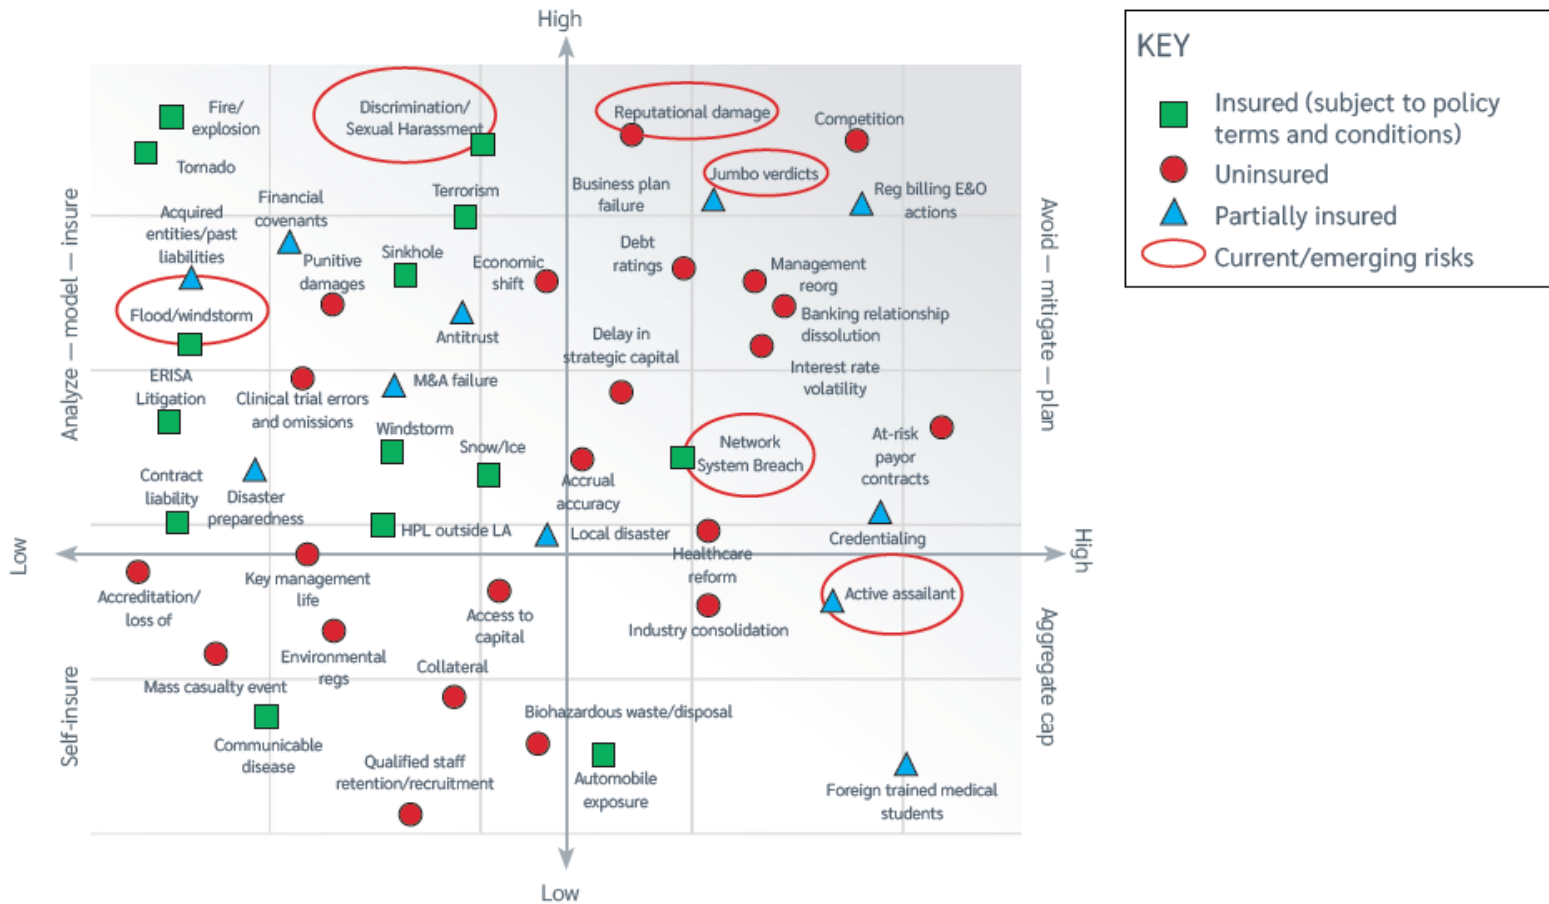 High
KEY
Insured (subject to policy
terms and conditions)
Uninsured
Partially insured
Current/emerging risks
Fire/
explosion
Tornado
Discrimination/
Sexual Harassment
Reputational damage
Competition
Jumbo verdicts
Business plan
failure
Reg billing E&O
actions
Terrorism
Financial
covenants
Acquired
entities/past
liabilities
Punitive
damages
Sinkhole
Economic
shift
Debt
ratings
Management
reorg
Banking relationship
dissolution
Flood/windstorm
Antitrust
Delay in
strategic capital
Interest rate
volatility
ERISA
Litigation
Clinical trial errors
and omissions
M&A failure
Windstorm
Snow/Ice
Network
System Breach
At-risk
payor
contracts
Contract
liability
Disaster
preparedness
Accrual
accuracy
HPL outside LA
Local disaster
Healthcare
reform
Credentialing
Analyze — model — insure
Avoid — mitigate — plan
Low
High
Accreditation/
loss of
Key management
life
Access to
capital
Industry consolidation
Active assailant
Environmental
regs
Mass casualty event
Collateral
Communicable
disease
Biohazardous waste/disposal
Qualified staff
retention/recruitment
Automobile
exposure
Foreign trained medical
students
Self-insure
Aggregate cap
Low